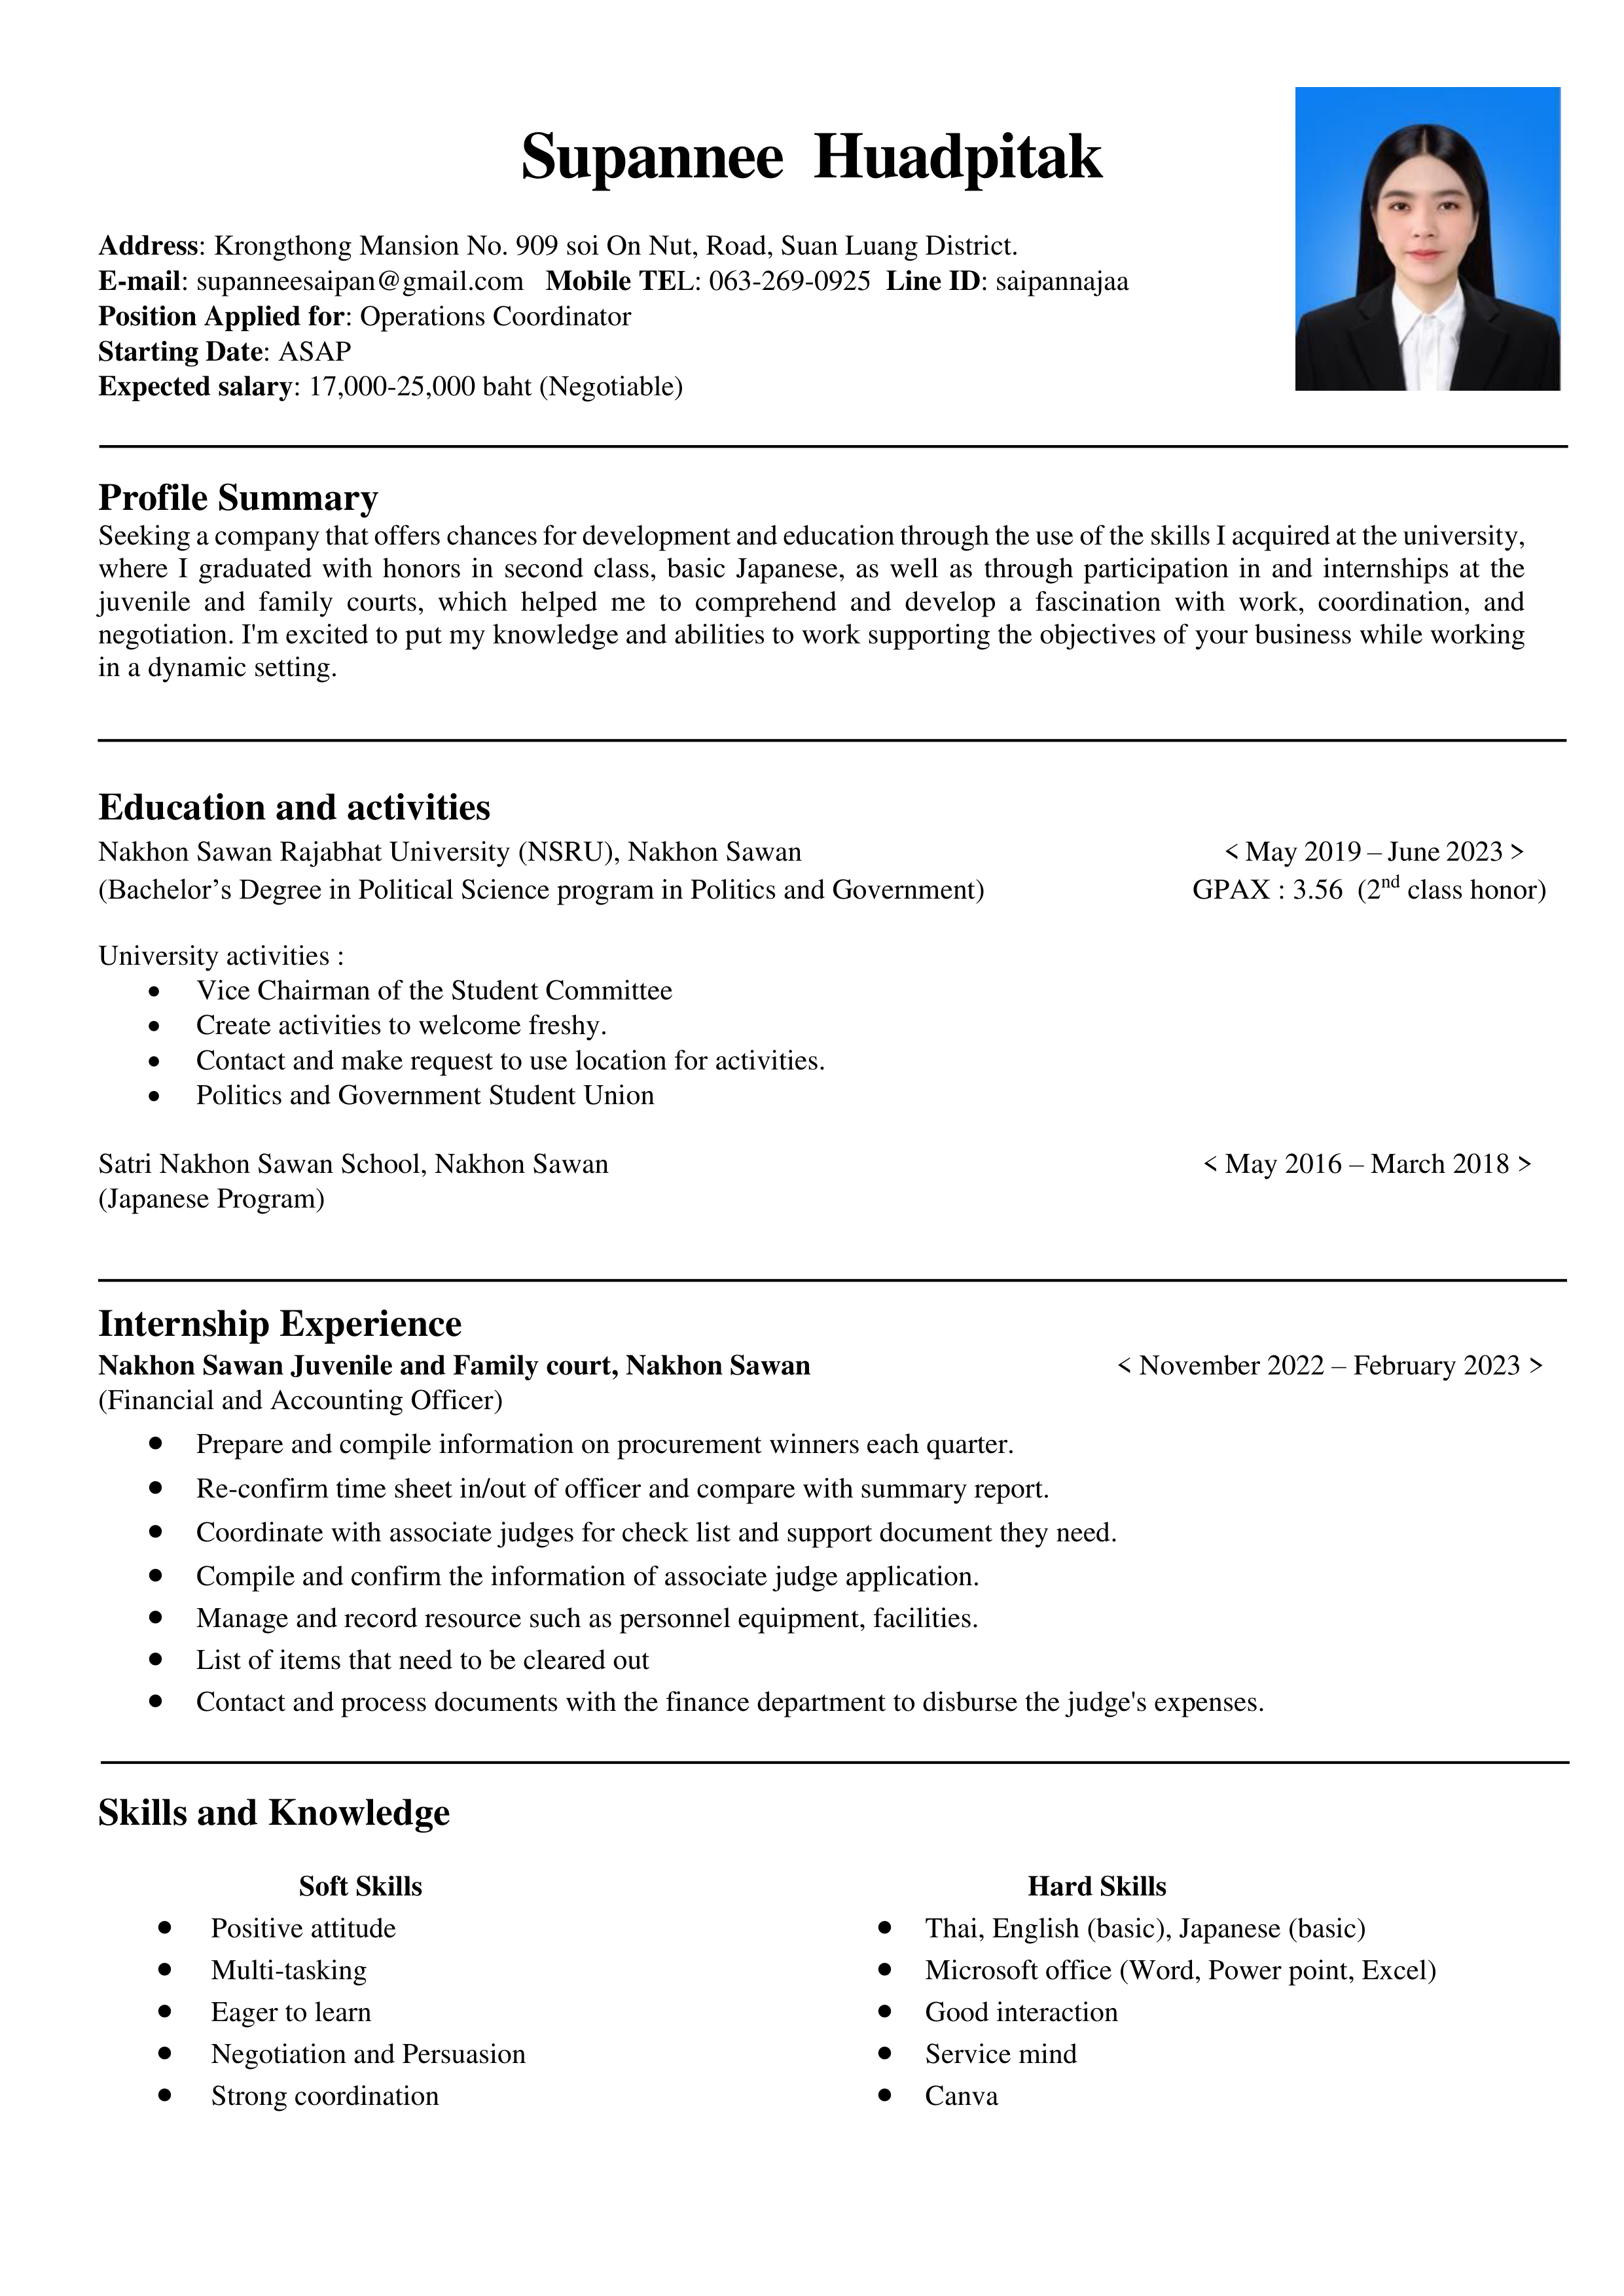 Supannee Huadpitak
Address: Krongthong Mansion No. 909 soi On Nut, Road, Suan Luang District.
E-mail: supanneesaipan@gmail.com Mobile TEL: 063-269-0925 Line ID: saipannajaa
Position Applied for: Operations Coordinator
Starting Date: ASAP
Expected salary: 17,000-25,000 baht (Negotiable)
Profile Summary
Seeking a company that offers chances for development and education through the use of the skills I acquired at the university,
where I graduated with honors in second class, basic Japanese, as well as through participation in and internships at the
juvenile and family courts, which helped me to comprehend and develop a fascination with work, coordination, and
negotiation. I'm excited to put my knowledge and abilities to work supporting the objectives of your business while working
in a dynamic setting.
Education and activities
Nakhon Sawan Rajabhat University (NSRU), Nakhon Sawan < May 2019 – June 2023 >
(Bachelor’s Degree in Political Science program in Politics and Government) GPAX : 3.56 (2nd class honor)
University activities :
• Vice Chairman of the Student Committee
• Create activities to welcome freshy.
• Contact and make request to use location for activities.
• Politics and Government Student Union
Satri Nakhon Sawan School, Nakhon Sawan < May 2016 – March 2018 >
(Japanese Program)
Internship Experience
Nakhon Sawan Juvenile and Family court, Nakhon Sawan < November 2022 – February 2023 >
(Financial and Accounting Officer)
• Prepare and compile information on procurement winners each quarter.
• Re-confirm time sheet in/out of officer and compare with summary report.
• Coordinate with associate judges for check list and support document they need.
• Compile and confirm the information of associate judge application.
• Manage and record resource such as personnel equipment, facilities.
• List of items that need to be cleared out
• Contact and process documents with the finance department to disburse the judge's expenses.
Skills and Knowledge
Soft Skills
• Positive attitude
• Multi-tasking
• Eager to learn
• Negotiation and Persuasion
• Strong coordination
Hard Skills
• Thai, English (basic), Japanese (basic)
• Microsoft office (Word, Power point, Excel)
• Good interaction
• Service mind
• Canva